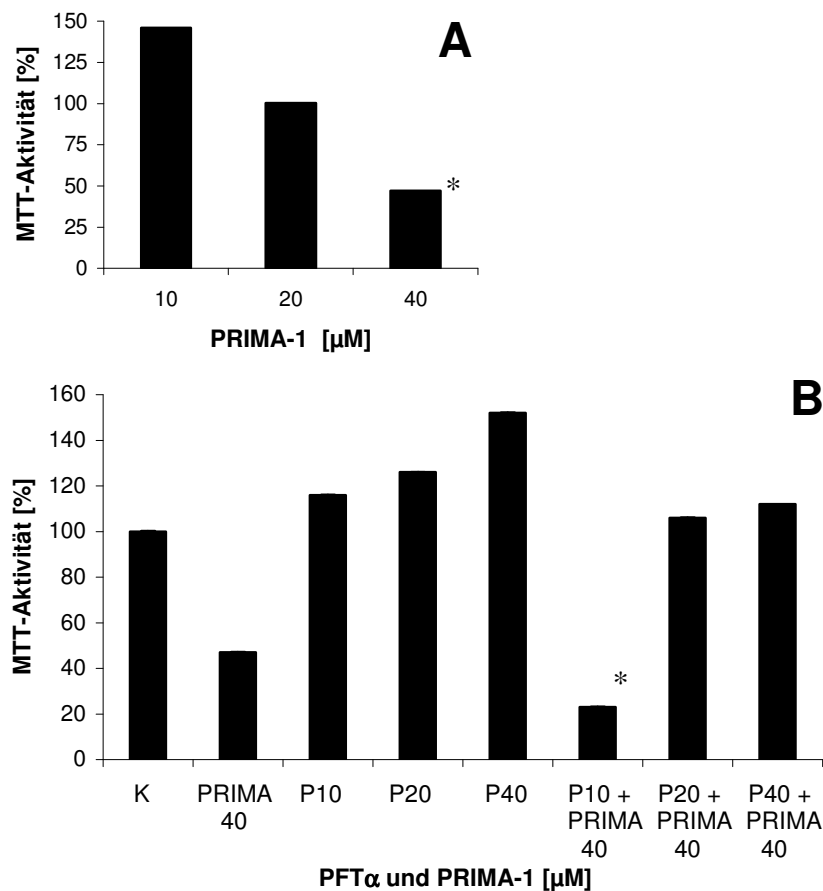 A
MTT-Aktivität [%]
150
125
100
75
50
25
0
*
10 20 40
PRIMA-1 [µM]
B
MTT-Aktivität [%]
160
140
120
100
80
60
40
20
0
*
K PRIMA P10 P20 P40 P10 + P20 + P40 +
40 PRIMA PRIMA PRIMA
40 40 40
PFTα und PRIMA-1 [µM]